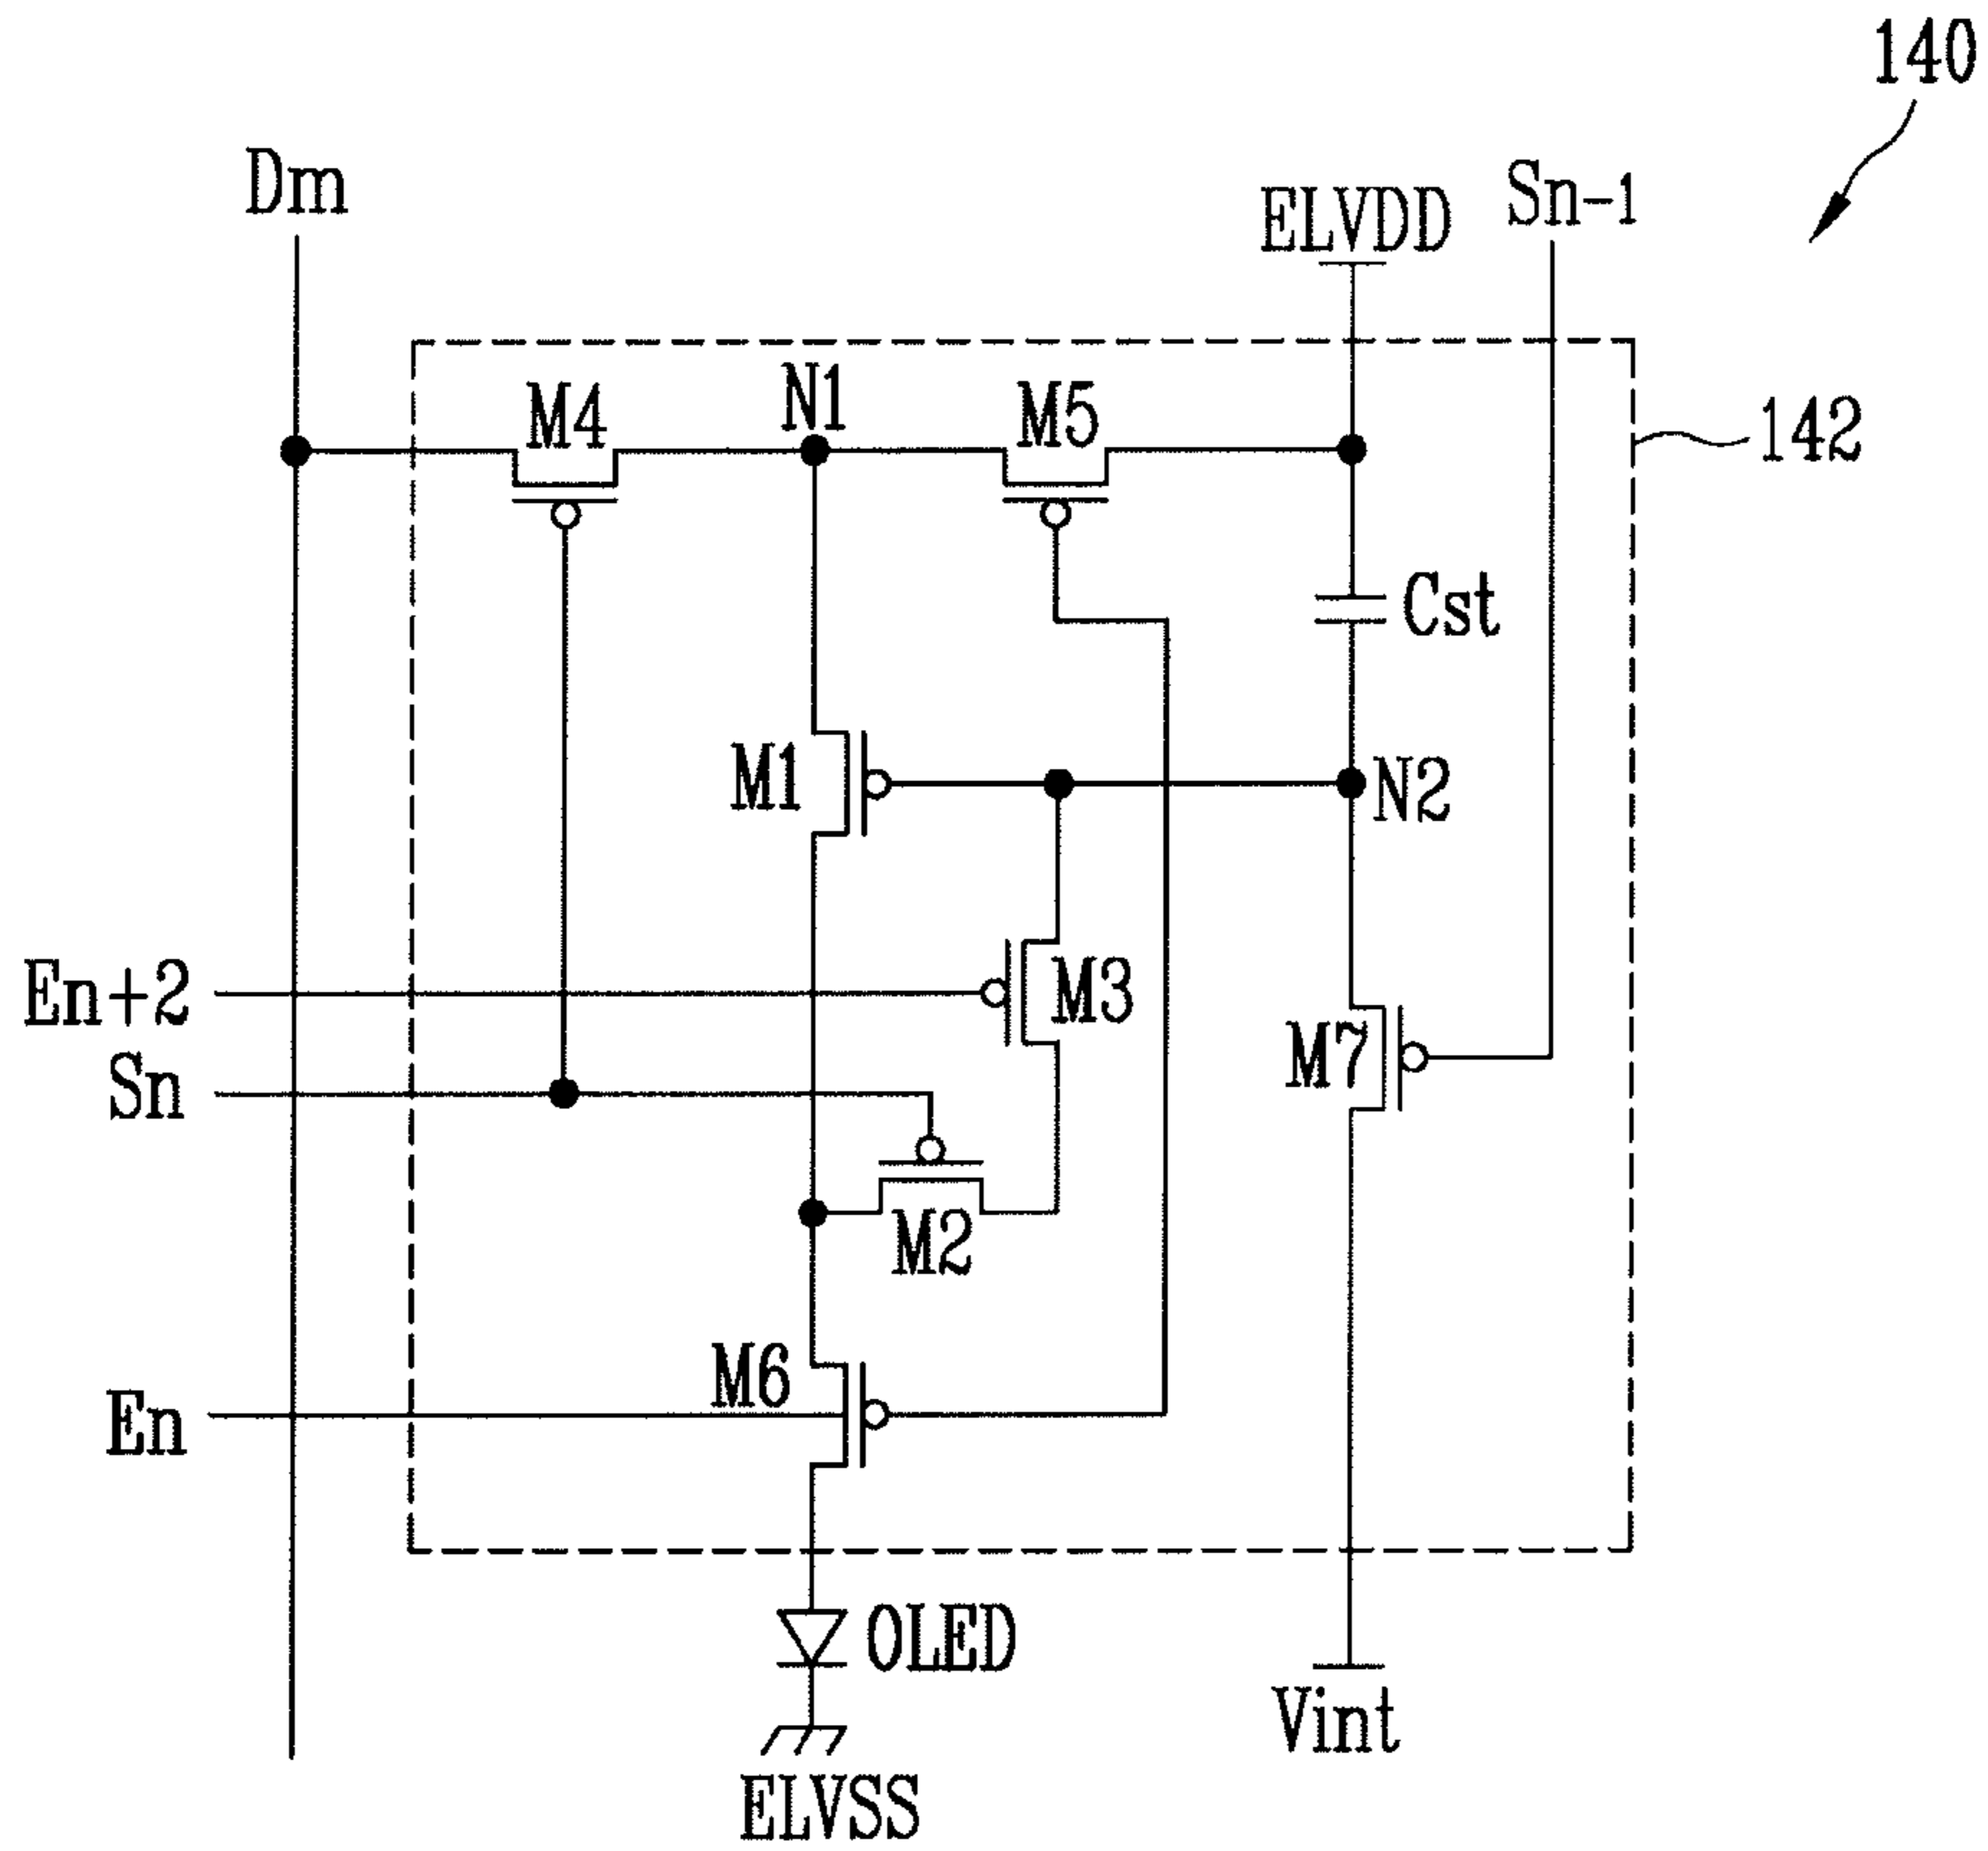 140
Dm
ELVDD
Sn-1
M4
N1
M5
142
Cst
M1
N2
En+2
M3
Sn
M7
M2
M6
En
OLED
Vint
ELVSS